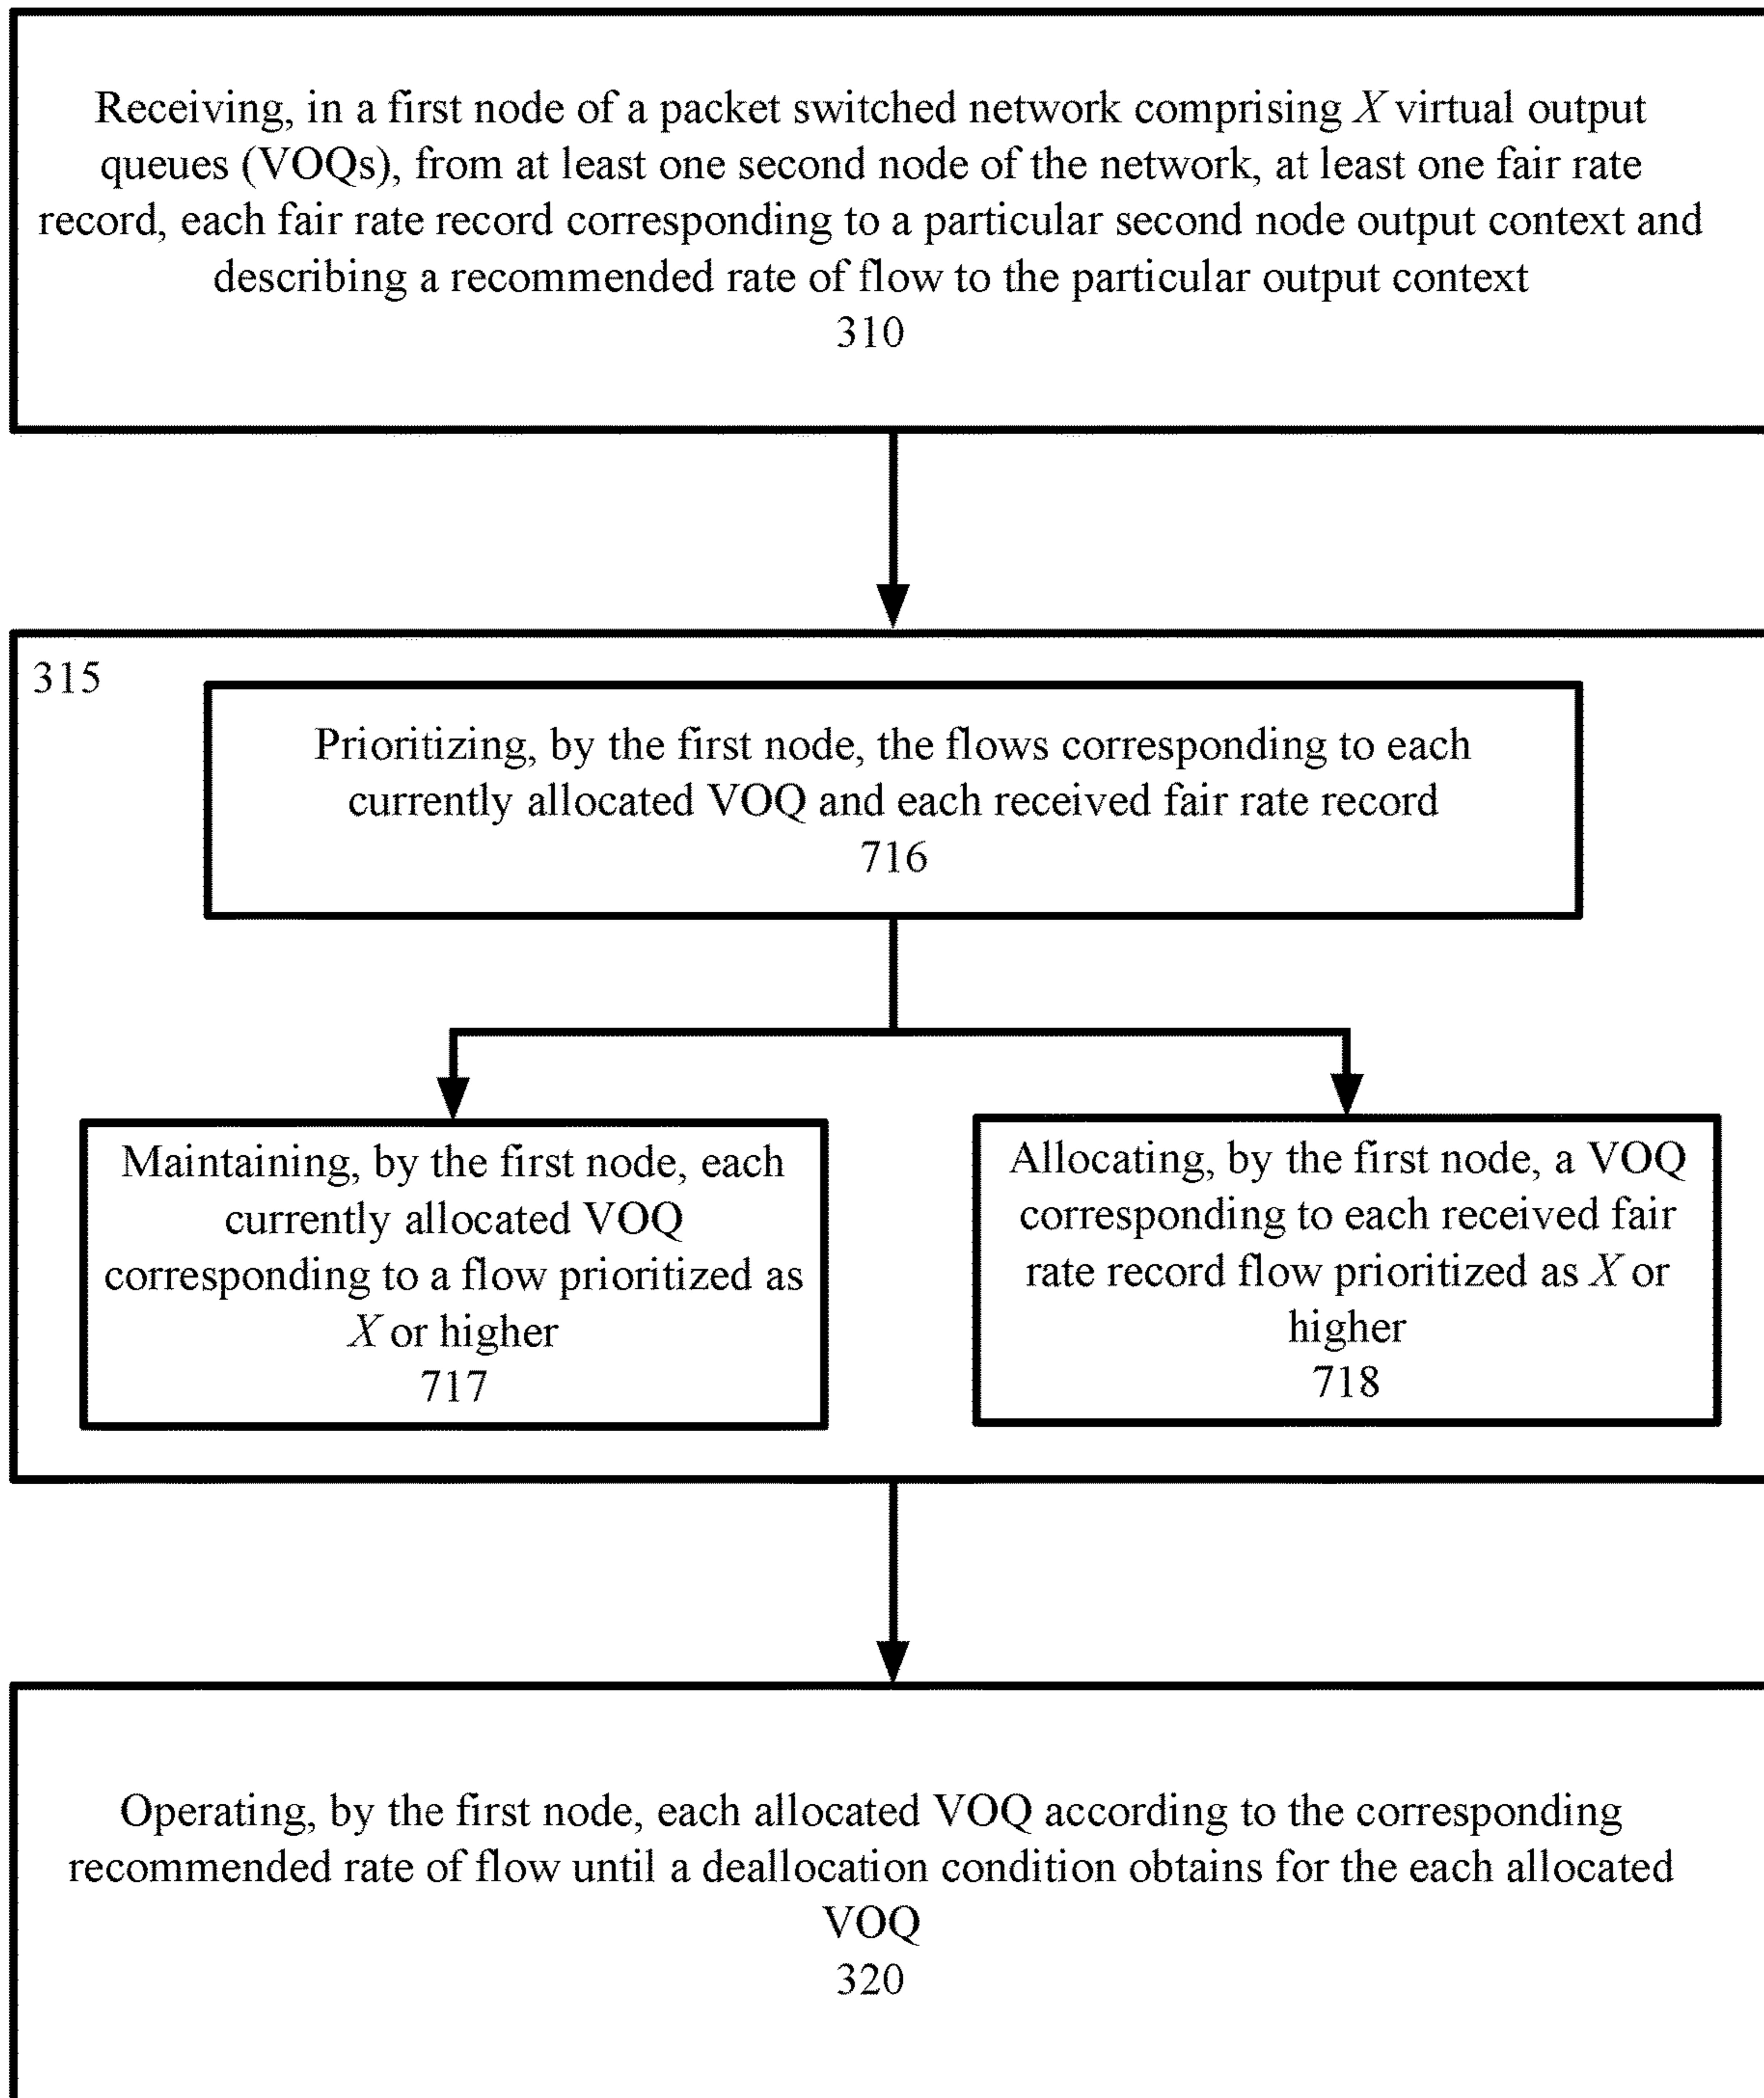 Receiving, in a first node of a packet switched network comprising X virtual output
queues (VOQs), from at least one second node of the network, at least one fair rate
record, each fair rate record corresponding to a particular second node output context and
describing a recommended rate of flow to the particular output context
310
315
Prioritizing, by the first node, the flows corresponding to each
currently allocated VOQ and each received fair rate record
716
Maintaining, by the first node, each
currently allocated VOQ
corresponding to a flow prioritized as
X or higher
717
Allocating, by the first node, a VOQ
corresponding to each received fair
rate record flow prioritized as X or
higher
718
Operating, by the first node, each allocated VOQ according to the corresponding
recommended rate of flow until a deallocation condition obtains for the each allocated
VOQ
320